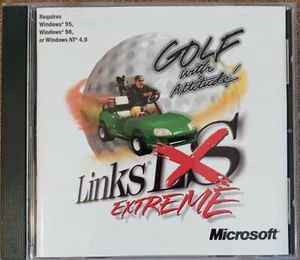 Requires
Windows® 95,
Windows® 98,
or Windows NT® 4.0
GOLF
with
Attitude!
Links LS
EXTREME
Microsoft®